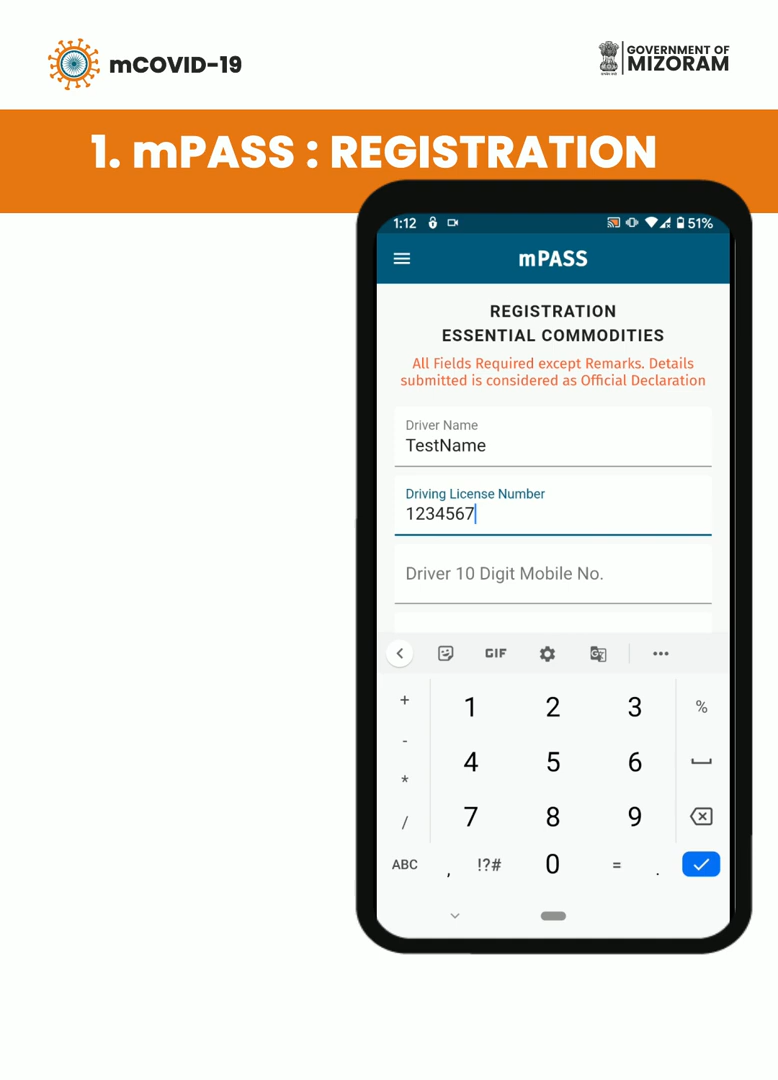 mCOVID-19
GOVERNMENT OF
MIZORAM
1. mPASS : REGISTRATION
1:12
51%
mPASS
REGISTRATION
ESSENTIAL COMMODITIES
All Fields Required except Remarks. Details
submitted is considered as Official Declaration
Driver Name
TestName
Driving License Number
1234567
Driver 10 Digit Mobile No.
GIF
+ 1 2 3 %
- 4 5 6
*
/ 7 8 9
ABC , !?# 0 = .